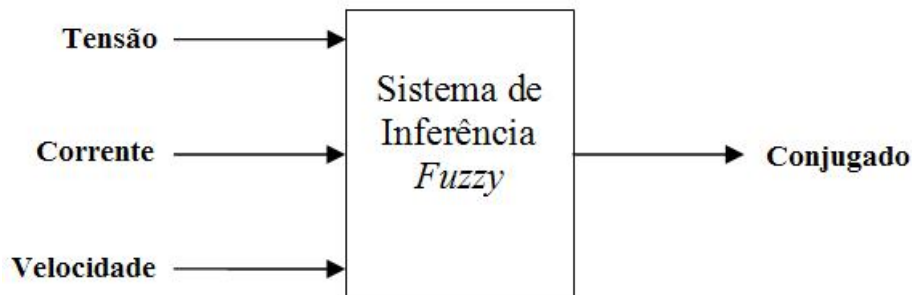 Tensão
Corrente
Velocidade
Sistema de
Inferência
Fuzzy
Conjugado